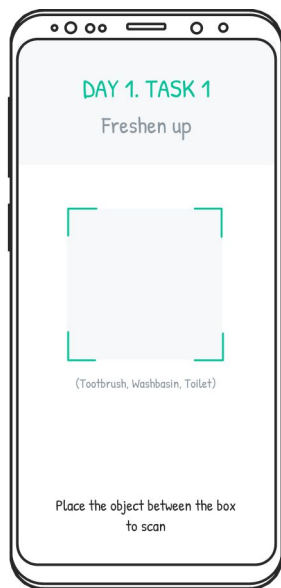 DAY 1. TASK 1
Freshen up
(Tootbrush, Washbasin, Toilet)
Place the object between the box
to scan